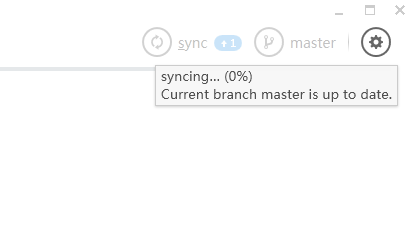 sync 1 master
syncing... (0%)
Current branch master is up to date.